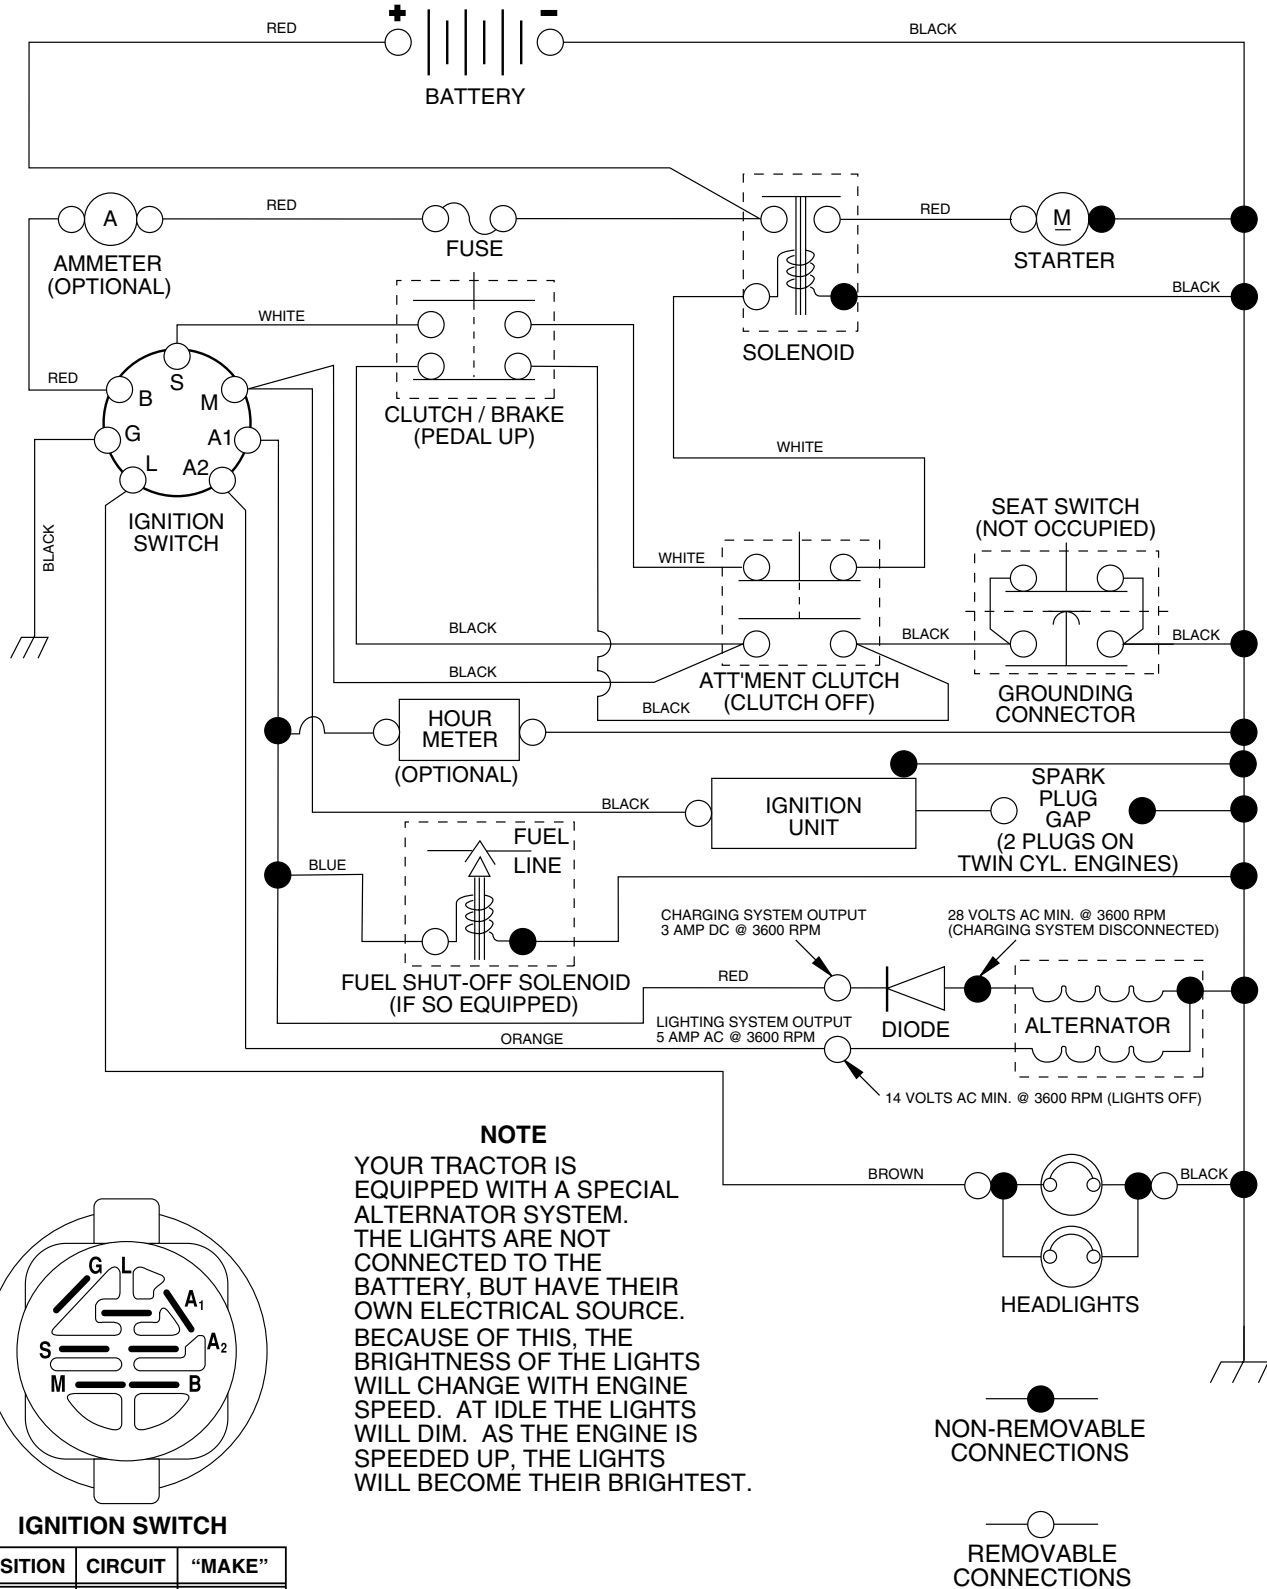 + −
RED
BLACK
BATTERY
A
RED
FUSE
RED
M
STARTER
AMMETER
(OPTIONAL)
BLACK
WHITE
SOLENOID
RED
S
B
M
G
A1
L
A2
CLUTCH / BRAKE
(PEDAL UP)
WHITE
IGNITION
SWITCH
BLACK
SEAT SWITCH
(NOT OCCUPIED)
WHITE
BLACK
BLACK
BLACK
BLACK
ATT'MENT CLUTCH
(CLUTCH OFF)
BLACK
GROUNDING
CONNECTOR
HOUR
METER
(OPTIONAL)
BLACK
IGNITION
UNIT
SPARK
PLUG
GAP
(2 PLUGS ON
TWIN CYL. ENGINES)
FUEL
LINE
BLUE
FUEL SHUT-OFF SOLENOID
(IF SO EQUIPPED)
CHARGING SYSTEM OUTPUT
3 AMP DC @ 3600 RPM
28 VOLTS AC MIN. @ 3600 RPM
(CHARGING SYSTEM DISCONNECTED)
RED
DIODE
ALTERNATOR
LIGHTING SYSTEM OUTPUT
5 AMP AC @ 3600 RPM
ORANGE
14 VOLTS AC MIN. @ 3600 RPM (LIGHTS OFF)
NOTE
YOUR TRACTOR IS
EQUIPPED WITH A SPECIAL
ALTERNATOR SYSTEM.
THE LIGHTS ARE NOT
CONNECTED TO THE
BATTERY, BUT HAVE THEIR
OWN ELECTRICAL SOURCE.
BECAUSE OF THIS, THE
BRIGHTNESS OF THE LIGHTS
WILL CHANGE WITH ENGINE
SPEED. AT IDLE THE LIGHTS
WILL DIM. AS THE ENGINE IS
SPEEDED UP, THE LIGHTS
WILL BECOME THEIR BRIGHTEST.
BROWN
BLACK
HEADLIGHTS
G L
A1
A2
S
M B
IGNITION SWITCH
SITION CIRCUIT “MAKE”
NON-REMOVABLE
CONNECTIONS
REMOVABLE
CONNECTIONS